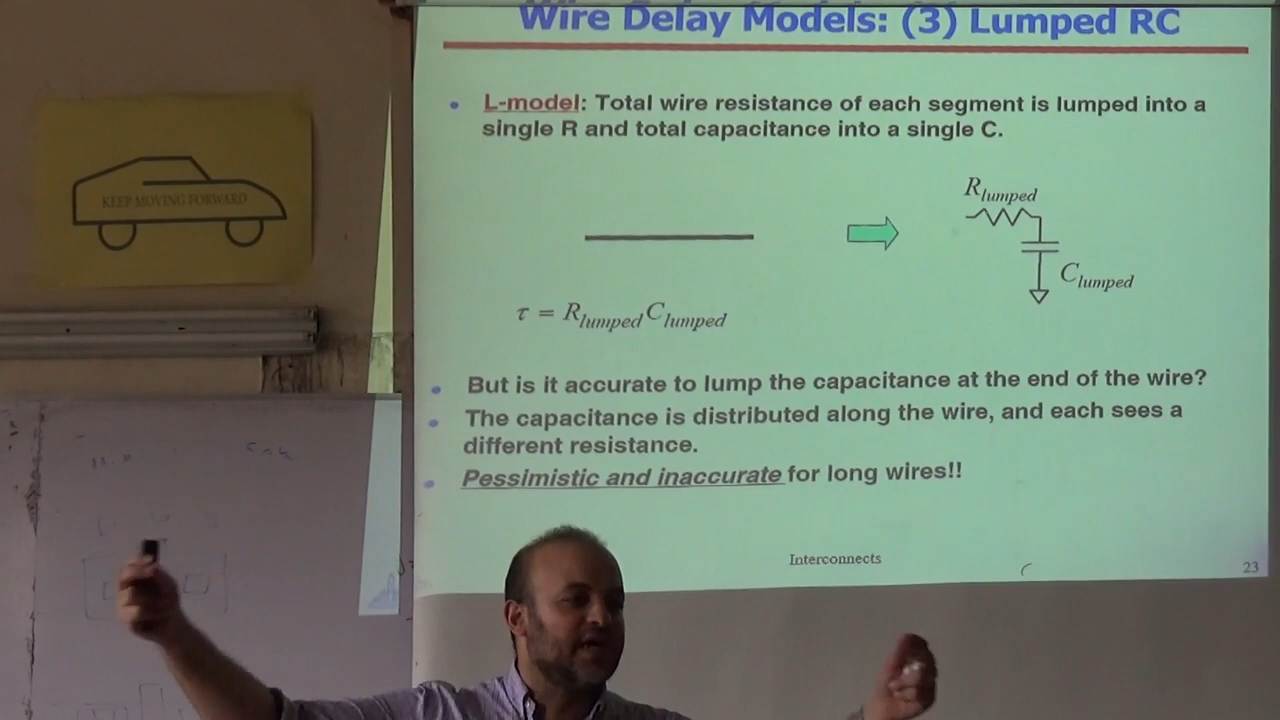 Wire Delay Models: (3) Lumped RC
L-model: Total wire resistance of each segment is lumped into a
single R and total capacitance into a single C.
KEEP MOVING FORWARD
R_lumped
C_lumped
τ = R_lumped C_lumped
But is it accurate to lump the capacitance at the end of the wire?
The capacitance is distributed along the wire, and each sees a
different resistance.
Pessimistic and inaccurate for long wires!!
Interconnects
23